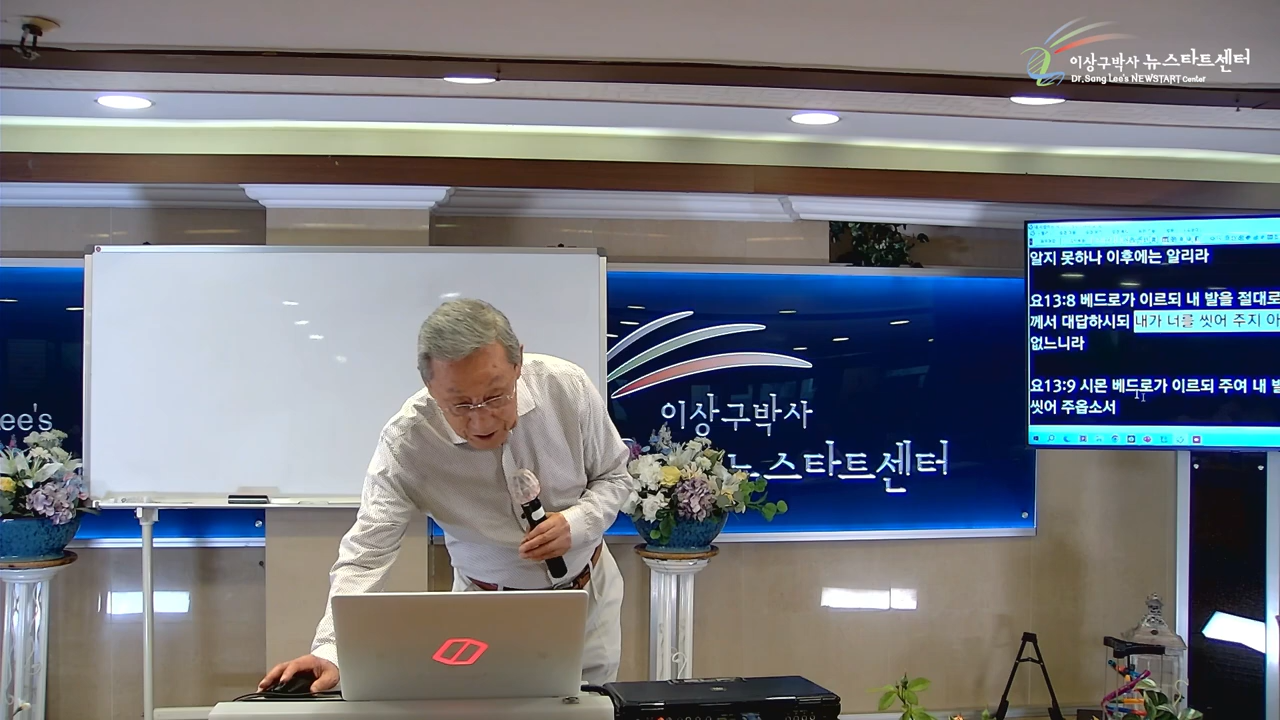 이상구박사 뉴스타트센터
Dr. Sang Lee's NEWSTART Center
알지 못하나 이후에는 알리라
요13:8 베드로가 이르되 내 발을 절대로
께서 대답하시되 내가 너를 씻어 주지 아
없느니라
요13:9 시몬 베드로가 이르되 주여 내 발
씻어 주옵소서
Lee's
이상구박사
뉴스타트센터